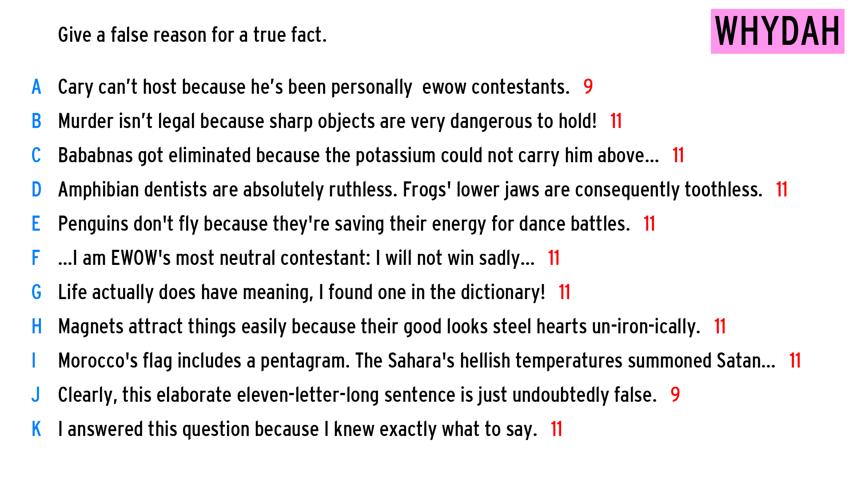 Give a false reason for a true fact.
WHYDAH
A Cary can’t host because he’s been personally  ewow contestants. 9
B Murder isn’t legal because sharp objects are very dangerous to hold! 11
C Bababnas got eliminated because the potassium could not carry him above... 11
D Amphibian dentists are absolutely ruthless. Frogs' lower jaws are consequently toothless. 11
E Penguins don't fly because they're saving their energy for dance battles. 11
F ...I am EWOW's most neutral contestant: I will not win sadly... 11
G Life actually does have meaning, I found one in the dictionary! 11
H Magnets attract things easily because their good looks steel hearts un-iron-ically. 11
I Morocco's flag includes a pentagram. The Sahara's hellish temperatures summoned Satan... 11
J Clearly, this elaborate eleven-letter-long sentence is just undoubtedly false. 9
K I answered this question because I knew exactly what to say. 11